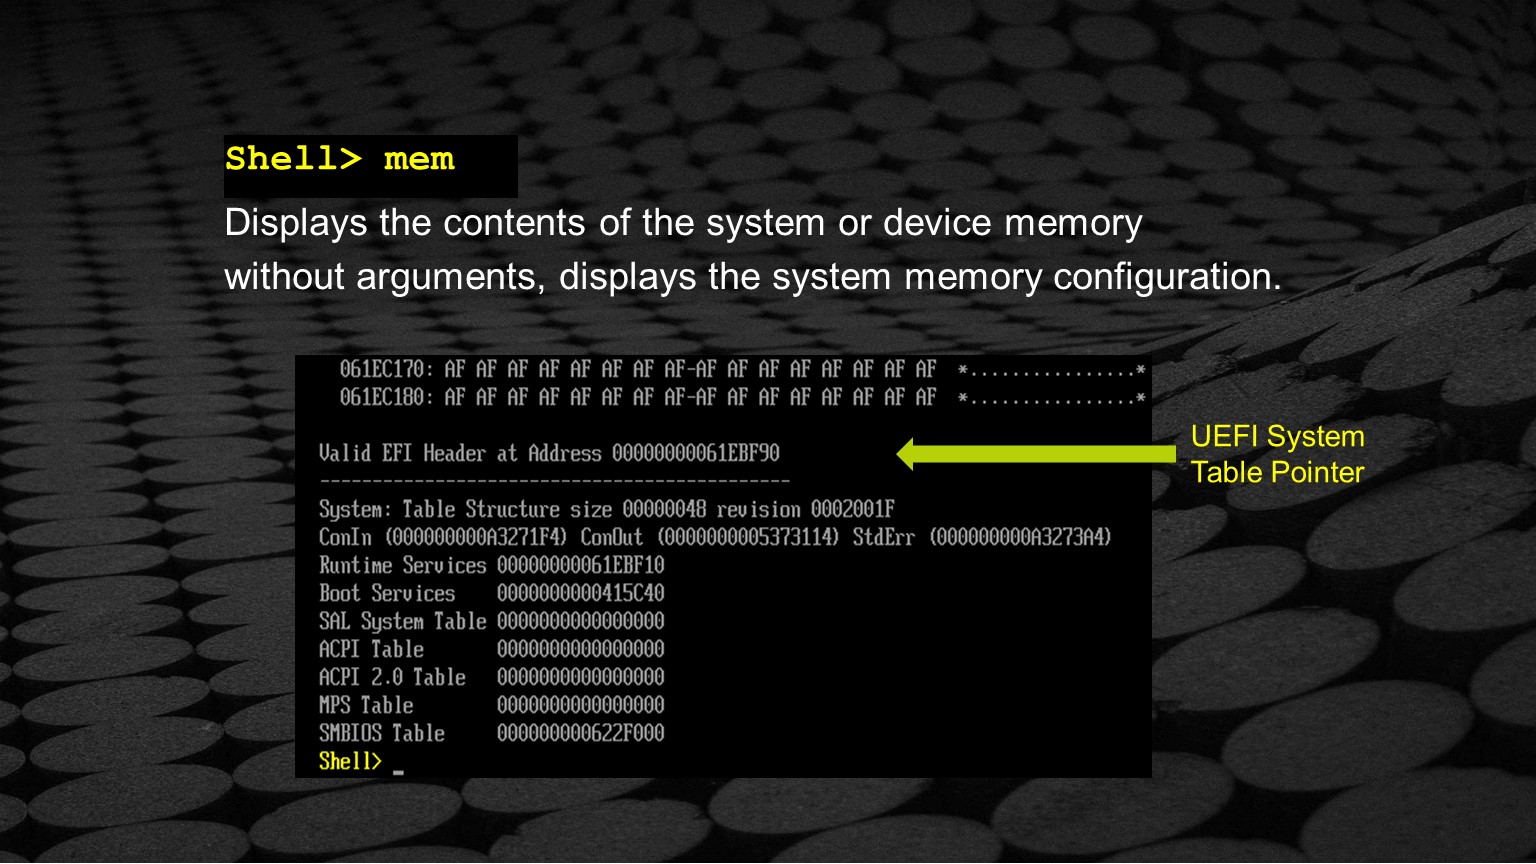 Shell> mem
Displays the contents of the system or device memory
without arguments, displays the system memory configuration.
061EC170: AF AF AF AF AF AF AF AF-AF AF AF AF AF AF AF AF *................*
061EC180: AF AF AF AF AF AF AF AF-AF AF AF AF AF AF AF AF *................*
Valid EFI Header at Address 00000000061EBF90
---------------------------------------------
System: Table Structure size 00000048 revision 0002001F
ConIn (000000000A3271F4) ConOut (0000000005373114) StdErr (000000000A3273A4)
Runtime Services 00000000061EBF10
Boot Services 0000000000415C40
SAL System Table 0000000000000000
ACPI Table 0000000000000000
ACPI 2.0 Table 0000000000000000
MPS Table 0000000000000000
SMBIOS Table 000000000622F000
Shell> _
UEFI System
Table Pointer